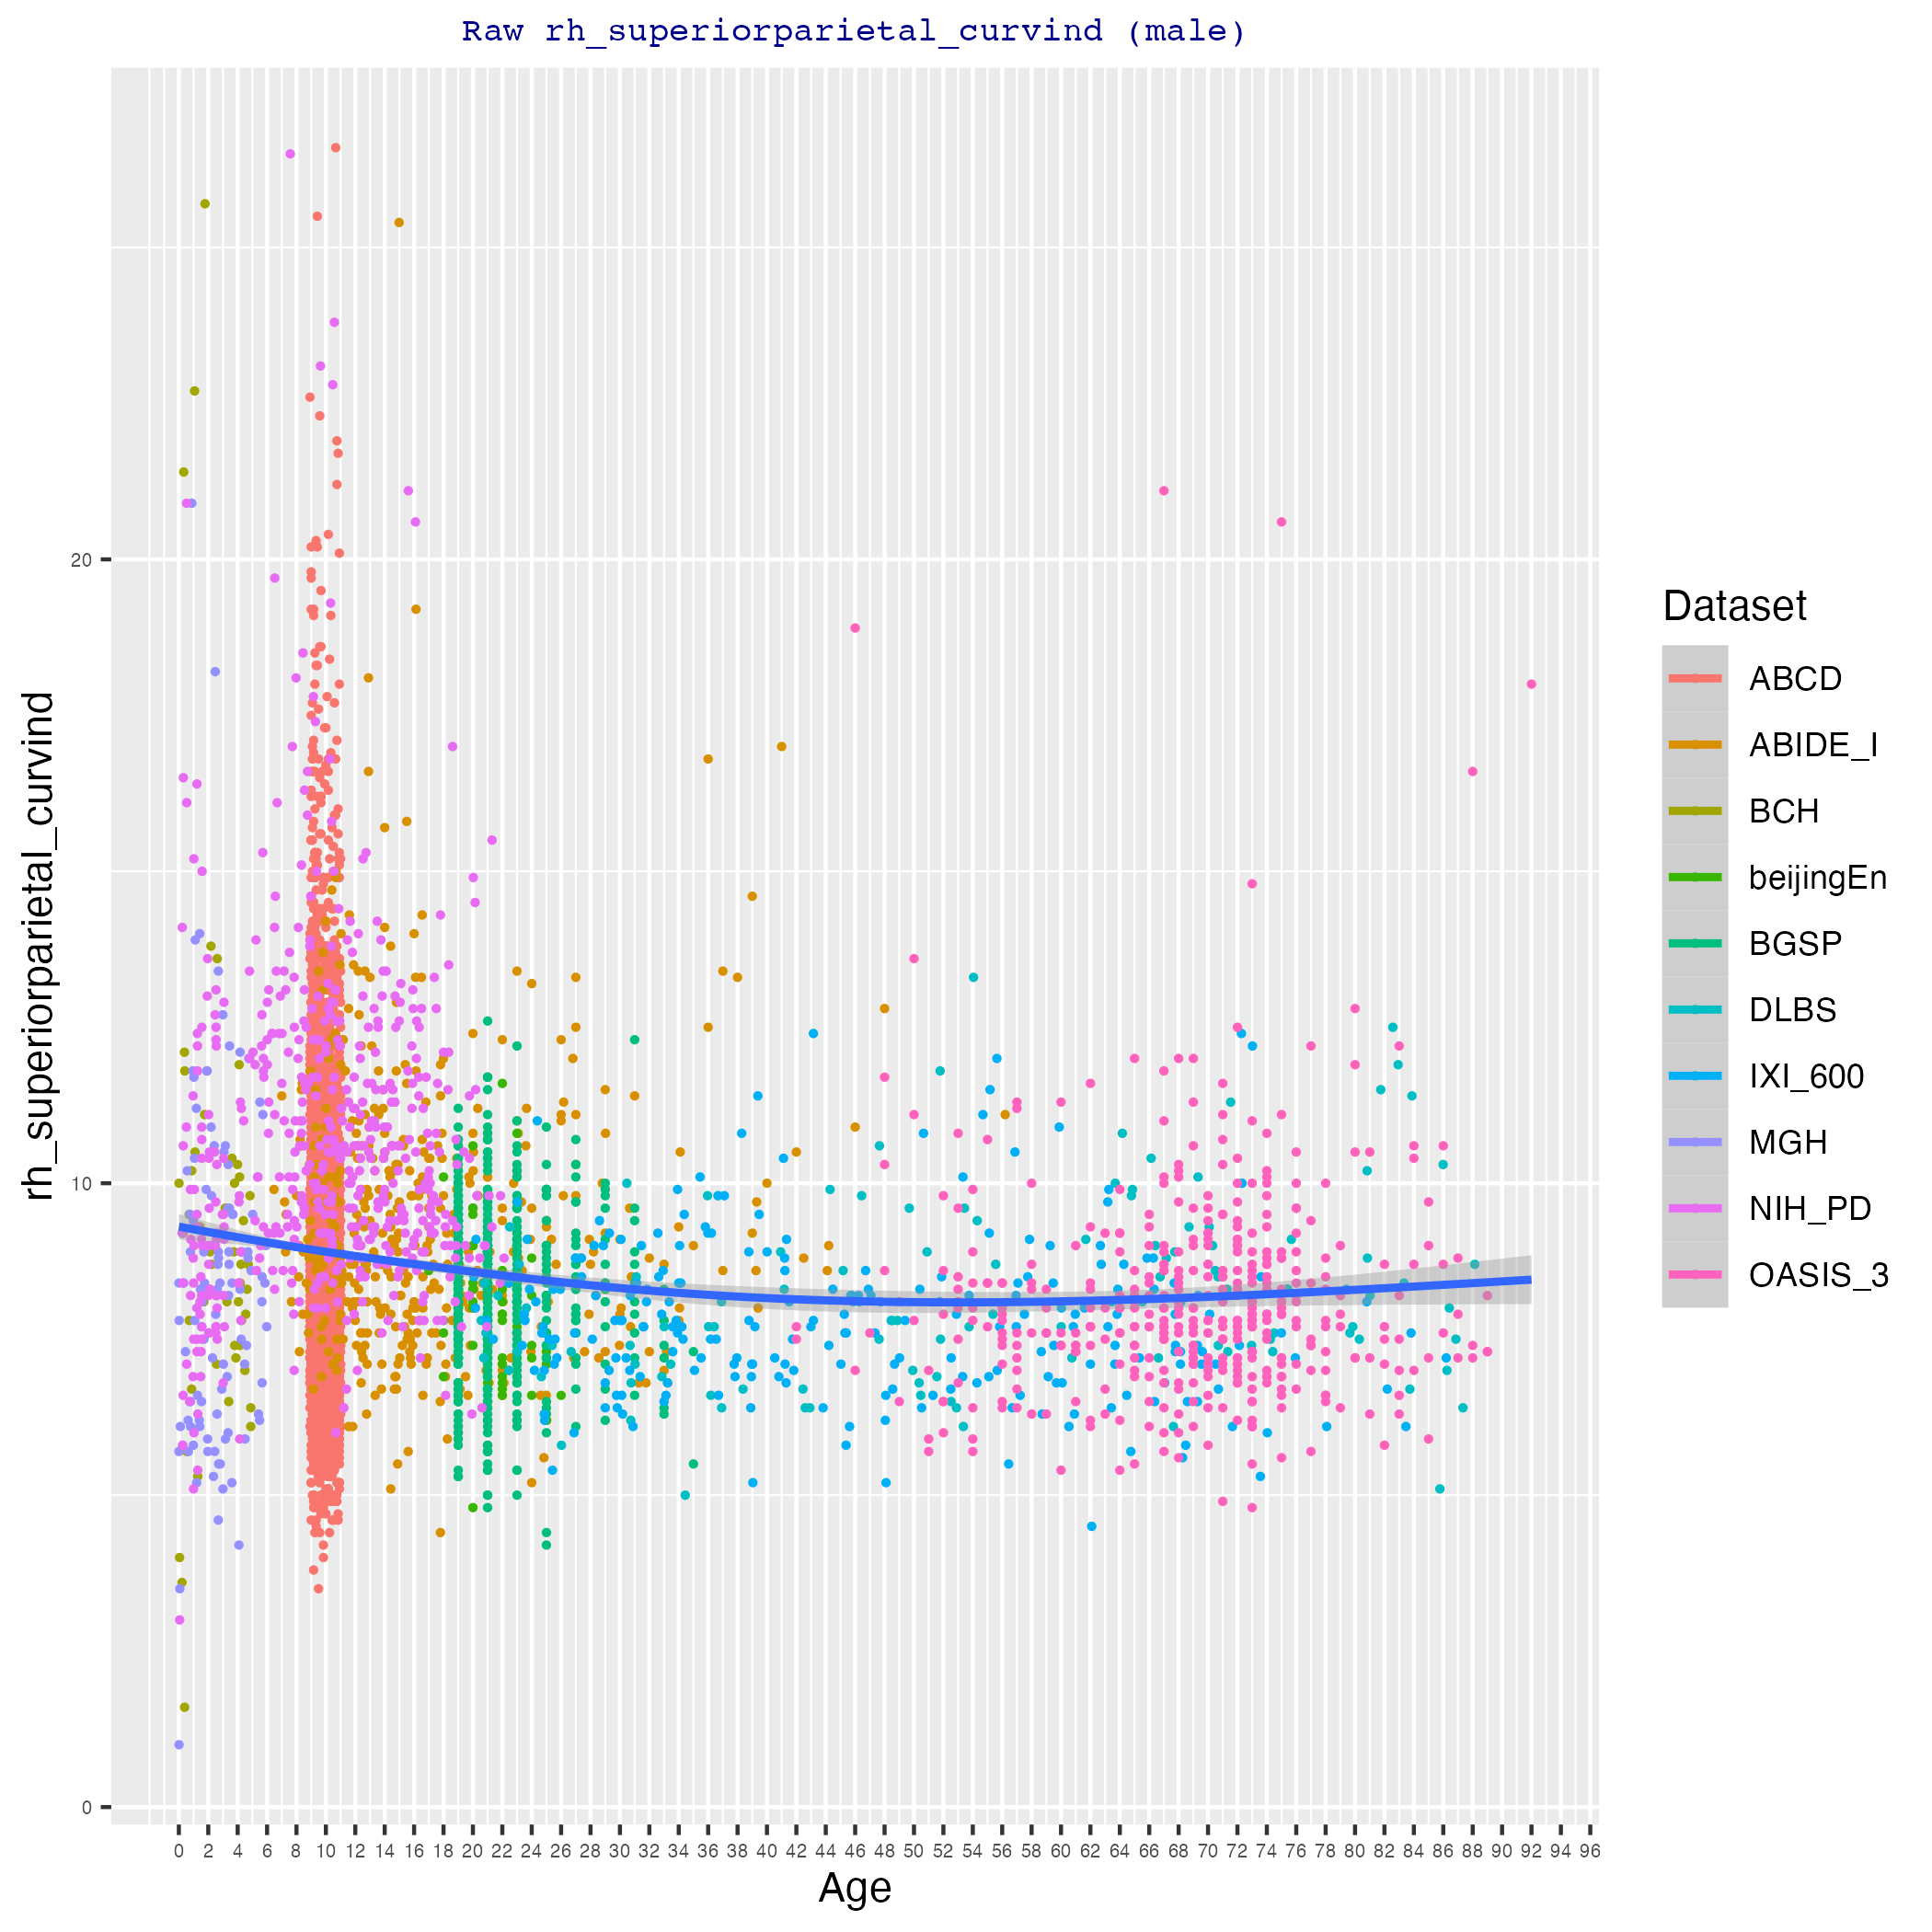 Raw rh_superiorparietal_curvind (male)
rh_superiorparietal_curvind
20
10
0
0 2 4 6 8 10 12 14 16 18 20 22 24 26 28 30 32 34 36 38 40 42 44 46 48 50 52 54 56 58 60 62 64 66 68 70 72 74 76 78 80 82 84 86 88 90 92 94 96
Age
Dataset
ABCD
ABIDE_I
BCH
beijingEn
BGSP
DLBS
IXI_600
MGH
NIH_PD
OASIS_3